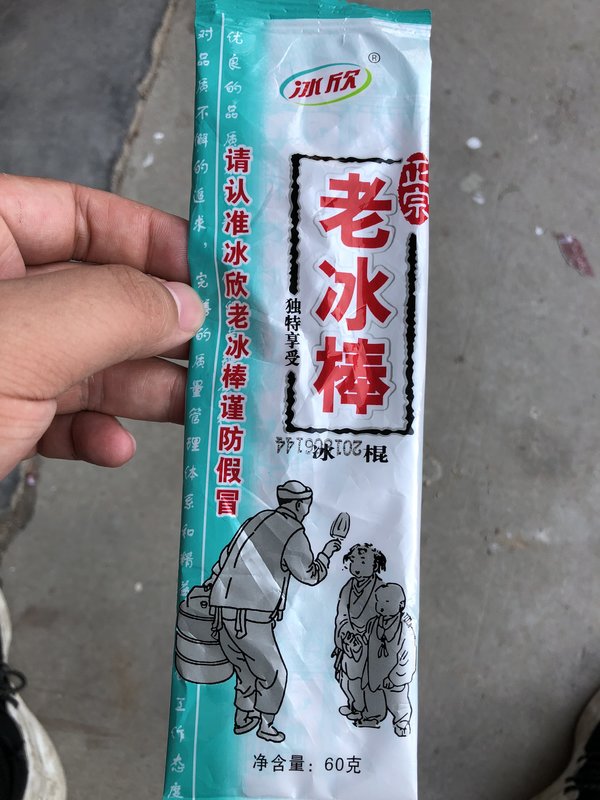 冰欣®
正宗
老冰棒
独特享受
冰棍
请认准冰欣老冰棒谨防假冒
优良的品质
对品质不懈的追求，完善的质量管理体系和精益
工作态度
净含量：60克